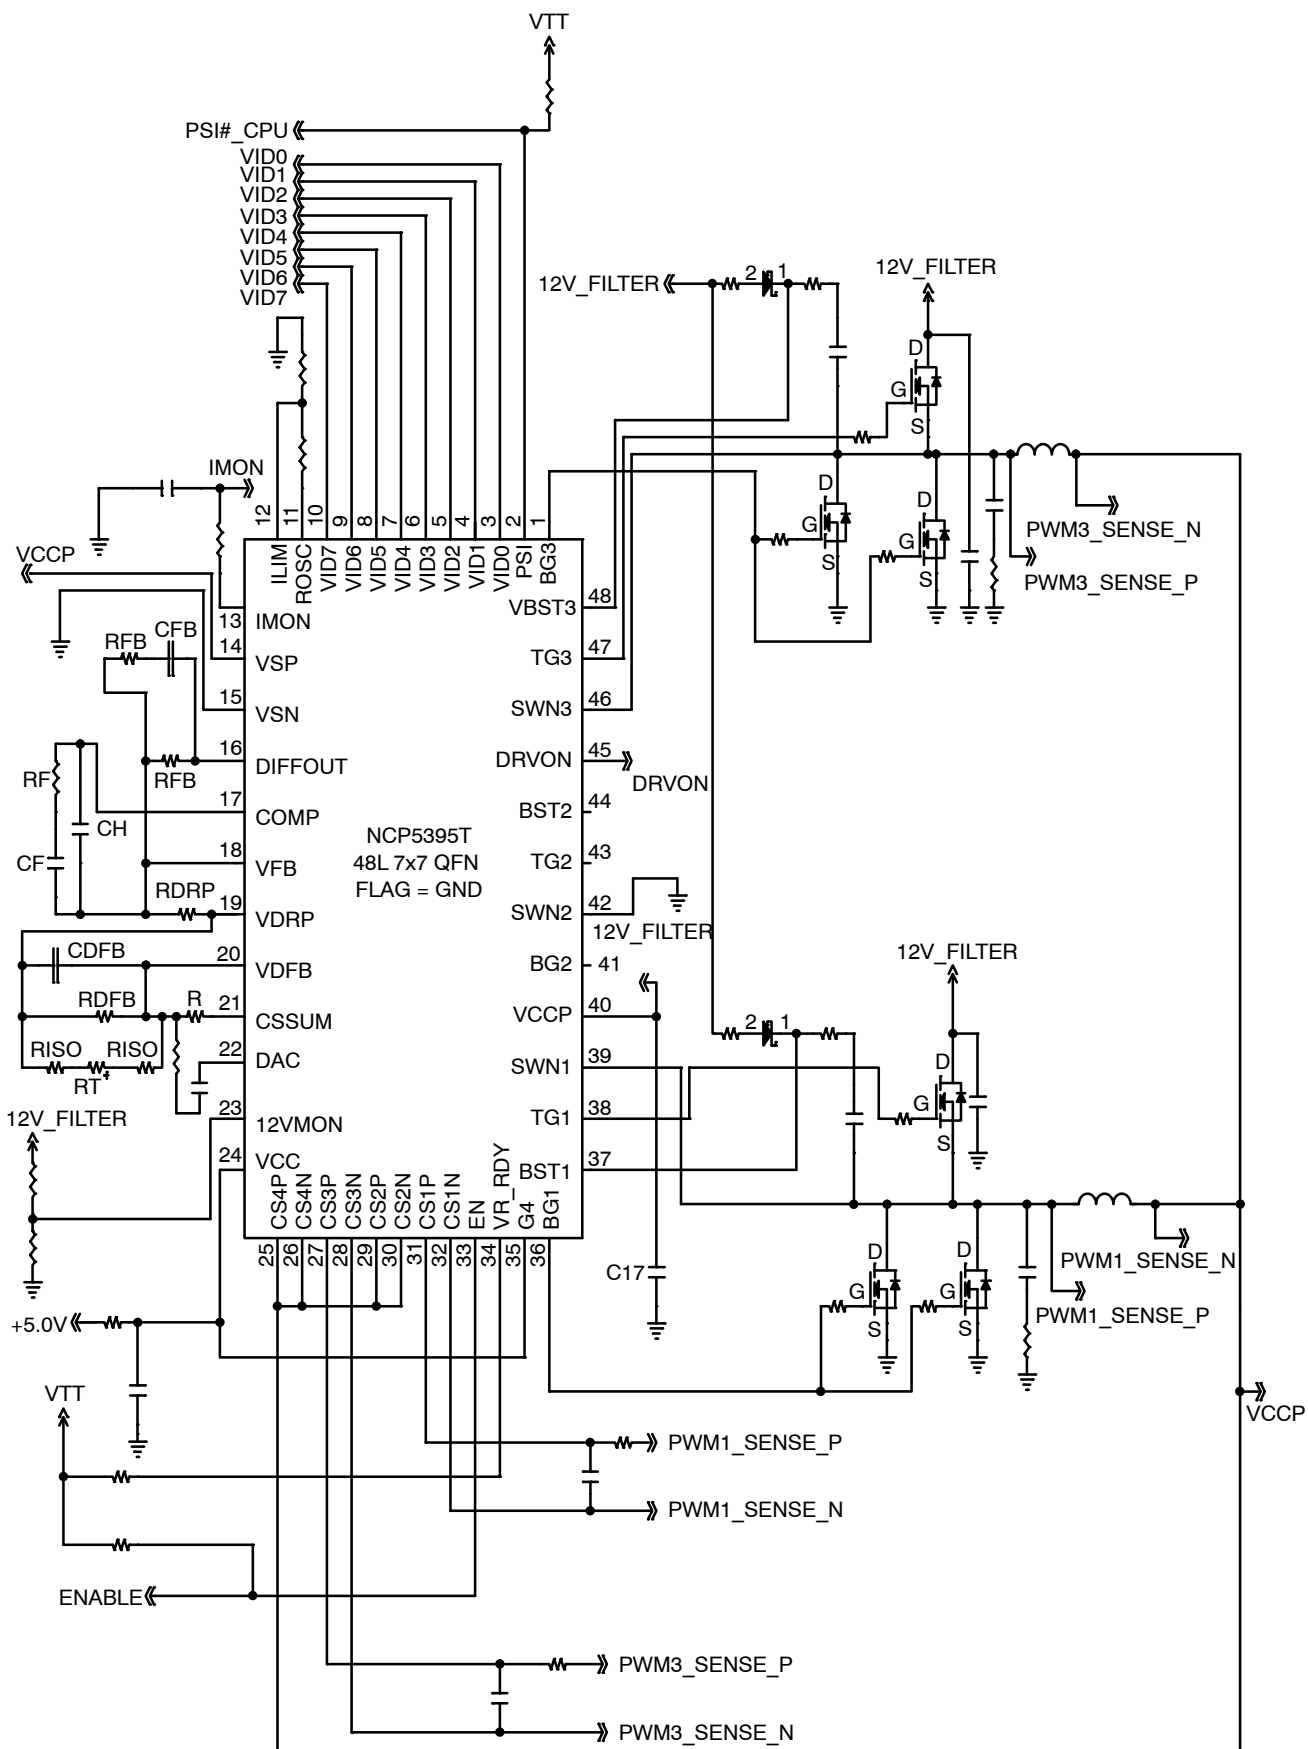 VTT
PSI#_CPU
VID0
VID1
VID2
VID3
VID4
VID5
VID6
VID7
12V_FILTER
2 1
12V_FILTER
D
G
S
IMON
12 11 10 9 8 7 6 5 4 3 2 1
D
G
S
D
G
S
PWM3_SENSE_N
PWM3_SENSE_P
VCCP
ILIM
ROSC
VID7
VID6
VID5
VID4
VID3
VID2
VID1
VID0
PSI
BG3
13 IMON
14 VSP
15 VSN
16 DIFFOUT
17 COMP
18 VFB
19 VDRP
20 VDFB
21 CSSUM
22 DAC
23 12VMON
24 VCC
RFB CFB
RFB
RF
CH
CF
RDRP
CDFB
RDFB R
RISO RISO
RT
+
12V_FILTER
NCP5395T
48L 7x7 QFN
FLAG = GND
VBST3 48
TG3 47
SWN3 46
DRVON 45
DRVON
BST2 44
TG2 43
SWN2 42
12V_FILTER
BG2 41
VCCP 40
SWN1 39
TG1 38
BST1 37
12V_FILTER
2 1
D
G
S
CS4P
CS4N
CS3P
CS3N
CS2P
CS2N
CS1P
CS1N
EN
VR_RDY
G4
BG1
25 26 27 28 29 30 31 32 33 34 35 36
C17
D
G
S
D
G
S
PWM1_SENSE_N
PWM1_SENSE_P
+5.0V
VTT
VCCP
PWM1_SENSE_P
PWM1_SENSE_N
ENABLE
PWM3_SENSE_P
PWM3_SENSE_N